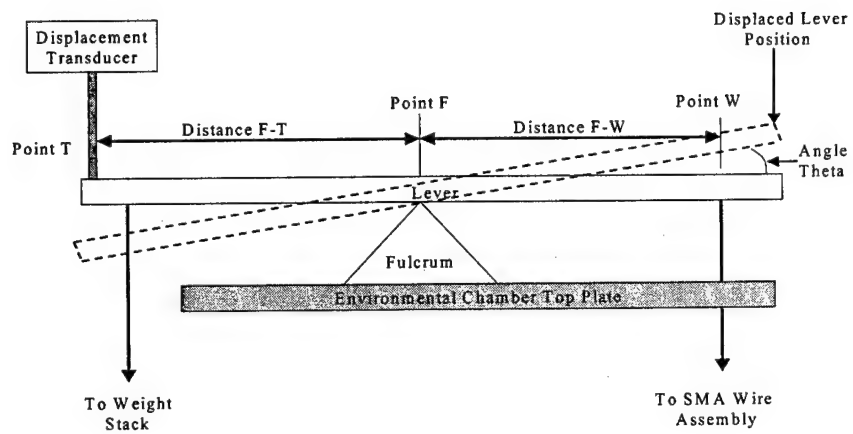 Displacement
Transducer
Displaced Lever
Position
Point F
Point W
Distance F-T
Distance F-W
Point T
Angle
Theta
Lever
Fulcrum
Environmental Chamber Top Plate
To Weight
Stack
To SMA Wire
Assembly